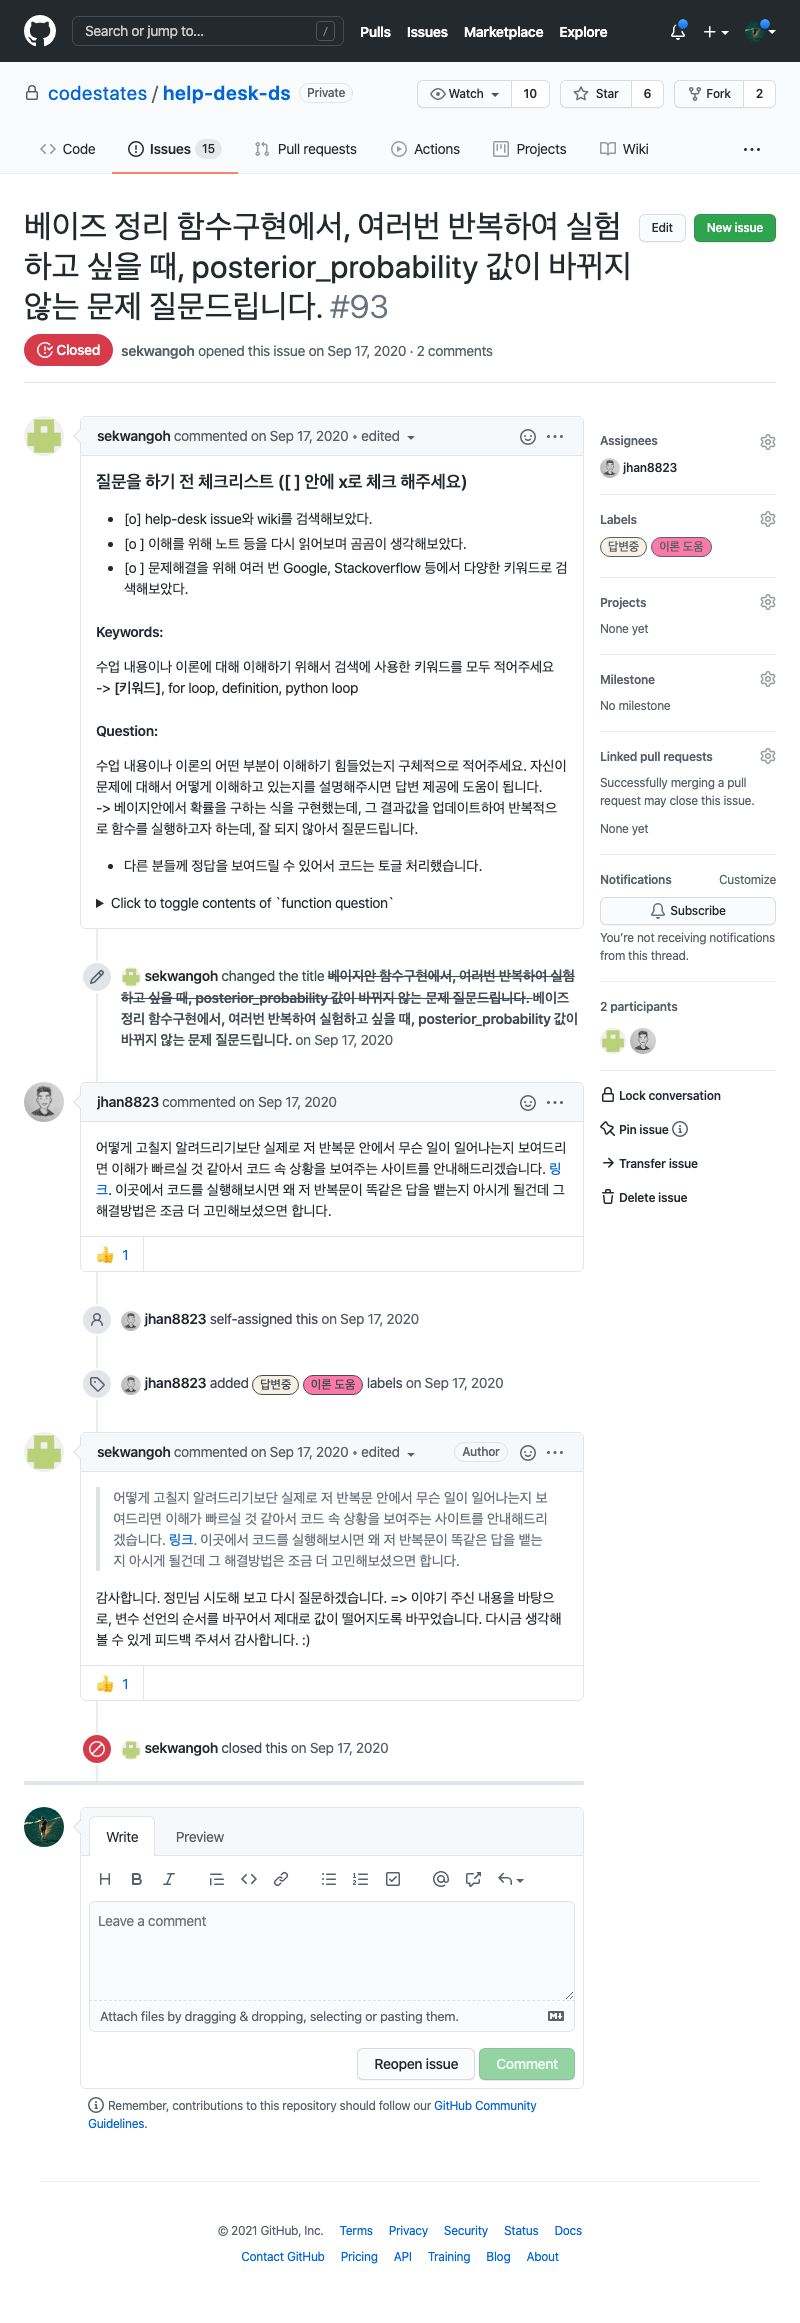 Search or jump to... /
Pulls Issues Marketplace Explore
codestates / help-desk-ds Private
Watch 10 Star 6 Fork 2
Code Issues 15 Pull requests Actions Projects Wiki ...
베이즈 정리 함수구현에서, 여러번 반복하여 실험
하고 싶을 때, posterior_probability 값이 바뀌지
않는 문제 질문드립니다. #93
Edit New issue
Closed sekwangoh opened this issue on Sep 17, 2020 · 2 comments
sekwangoh commented on Sep 17, 2020 • edited
질문을 하기 전 체크리스트 ([ ] 안에 x로 체크 해주세요)
• [o] help-desk issue와 wiki를 검색해보았다.
• [o ] 이해를 위해 노트 등을 다시 읽어보며 곰곰이 생각해보았다.
• [o ] 문제해결을 위해 여러 번 Google, Stackoverflow 등에서 다양한 키워드로 검
색해보았다.
Keywords:
수업 내용이나 이론에 대해 이해하기 위해서 검색에 사용한 키워드를 모두 적어주세요
-> [키워드], for loop, definition, python loop
Question:
수업 내용이나 이론의 어떤 부분이 이해하기 힘들었는지 구체적으로 적어주세요. 자신이
문제에 대해서 어떻게 이해하고 있는지를 설명해주시면 답변 제공에 도움이 됩니다.
-> 베이지안에서 확률을 구하는 식을 구현했는데, 그 결과값을 업데이트하여 반복적으
로 함수를 실행하고자 하는데, 잘 되지 않아서 질문드립니다.
• 다른 분들께 정답을 보여드릴 수 있어서 코드는 토글 처리했습니다.
Click to toggle contents of `function question`
sekwangoh changed the title 베이지안 함수구현에서, 여러번 반복하여 실험
하고 싶을 때, posterior_probability 값이 바뀌지 않는 문제 질문드립니다. 베이즈
정리 함수구현에서, 여러번 반복하여 실험하고 싶을 때, posterior_probability 값이
바뀌지 않는 문제 질문드립니다. on Sep 17, 2020
jhan8823 commented on Sep 17, 2020
어떻게 고칠지 알려드리기보단 실제로 저 반복문 안에서 무슨 일이 일어나는지 보여드리
면 이해가 빠르실 것 같아서 코드 속 상황을 보여주는 사이트를 안내해드리겠습니다. 링
크. 이곳에서 코드를 실행해보시면 왜 저 반복문이 똑같은 답을 뱉는지 아시게 될건데 그
해결방법은 조금 더 고민해보셨으면 합니다.
👍 1
jhan8823 self-assigned this on Sep 17, 2020
jhan8823 added 답변중 이론 도움 labels on Sep 17, 2020
sekwangoh commented on Sep 17, 2020 • edited Author
어떻게 고칠지 알려드리기보단 실제로 저 반복문 안에서 무슨 일이 일어나는지 보
여드리면 이해가 빠르실 것 같아서 코드 속 상황을 보여주는 사이트를 안내해드리
겠습니다. 링크. 이곳에서 코드를 실행해보시면 왜 저 반복문이 똑같은 답을 뱉는
지 아시게 될건데 그 해결방법은 조금 더 고민해보셨으면 합니다.
감사합니다. 정민님 시도해 보고 다시 질문하겠습니다. => 이야기 주신 내용을 바탕으
로, 변수 선언의 순서를 바꾸어서 제대로 값이 떨어지도록 바꾸었습니다. 다시금 생각해
볼 수 있게 피드백 주셔서 감사합니다. :)
👍 1
sekwangoh closed this on Sep 17, 2020
Write Preview
H B I
Leave a comment
Attach files by dragging & dropping, selecting or pasting them.
Reopen issue Comment
Remember, contributions to this repository should follow our GitHub Community
Guidelines.
Assignees
jhan8823
Labels
답변중 이론 도움
Projects
None yet
Milestone
No milestone
Linked pull requests
Successfully merging a pull
request may close this issue.
None yet
Notifications Customize
Subscribe
You're not receiving notifications
from this thread.
2 participants
Lock conversation
Pin issue
Transfer issue
Delete issue
© 2021 GitHub, Inc. Terms Privacy Security Status Docs
Contact GitHub Pricing API Training Blog About